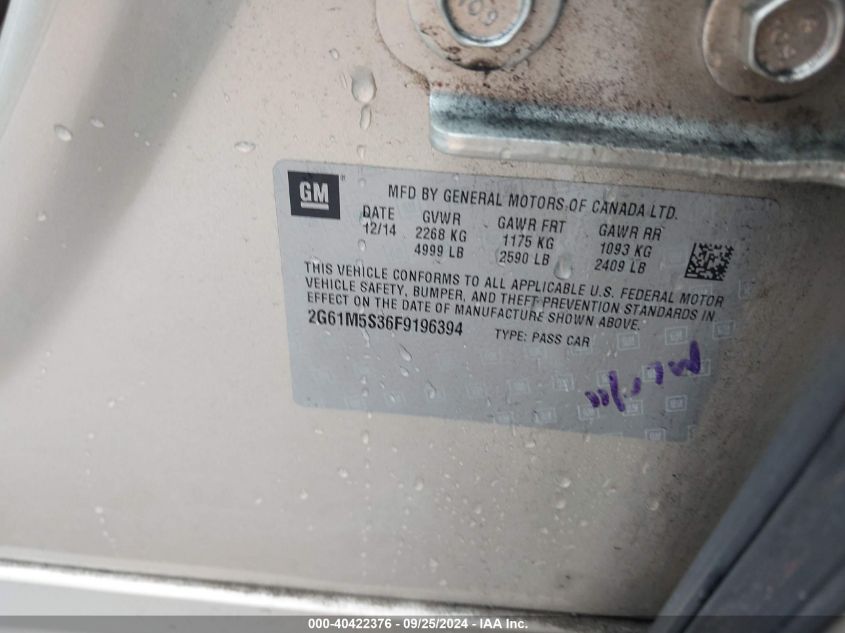 GM
MFD BY GENERAL MOTORS OF CANADA LTD.
DATE GVWR GAWR FRT GAWR RR
12/14 2268 KG 1175 KG 1093 KG
4999 LB 2590 LB 2409 LB
THIS VEHICLE CONFORMS TO ALL APPLICABLE U.S. FEDERAL MOTOR
VEHICLE SAFETY, BUMPER, AND THEFT PREVENTION STANDARDS IN
EFFECT ON THE DATE OF MANUFACTURE SHOWN ABOVE.
2G61M5S36F9196394 TYPE: PASS CAR
000-40422376 - 09/25/2024 - IAA Inc.